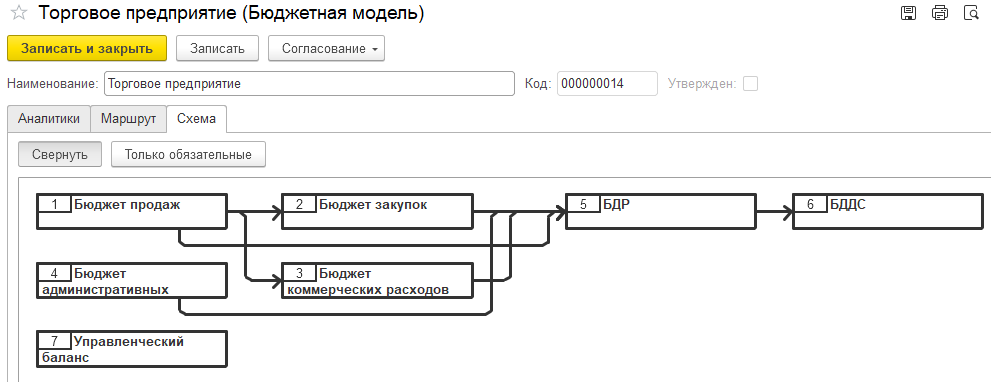 Торговое предприятие (Бюджетная модель)
Записать и закрыть
Записать
Согласование
Наименование: Торговое предприятие
Код: 000000014
Утвержден:
Аналитики
Маршрут
Схема
Свернуть
Только обязательные
1 Бюджет продаж
2 Бюджет закупок
5 БДР
6 БДДС
4 Бюджет
административных
3 Бюджет
коммерческих расходов
7 Управленческий
баланс